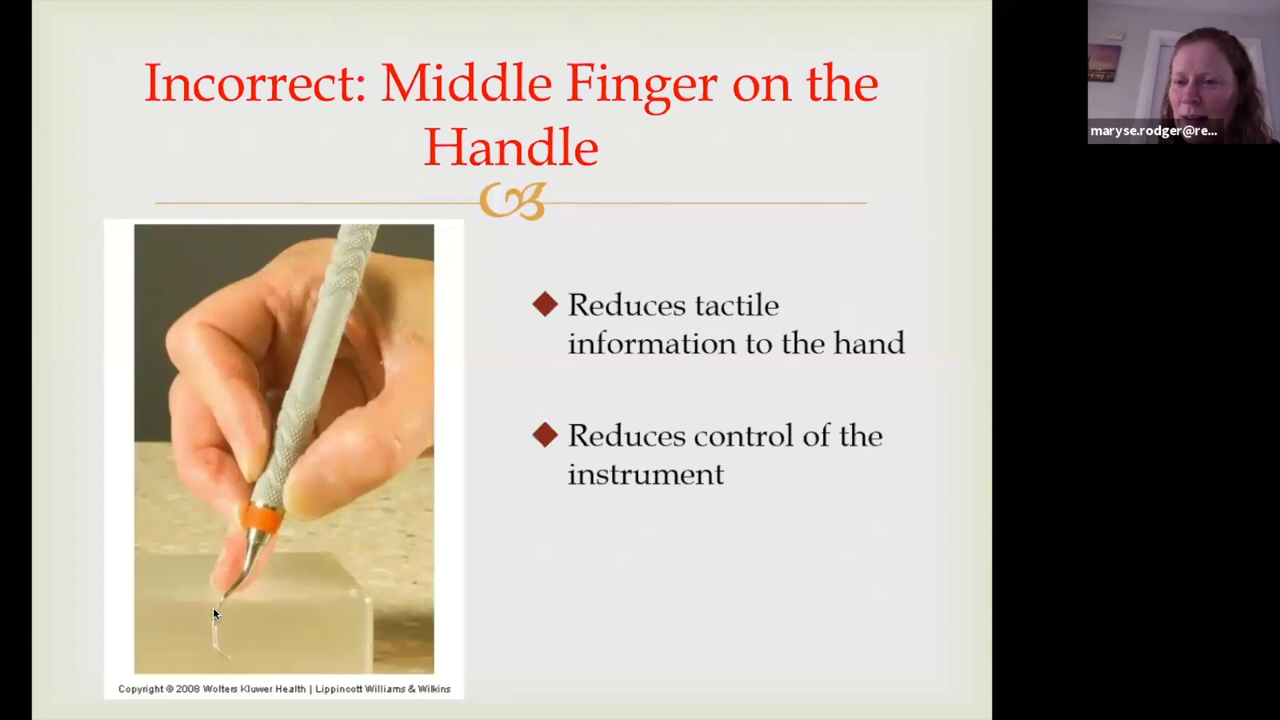 Incorrect: Middle Finger on the
Handle
Reduces tactile
information to the hand
Reduces control of the
instrument
Copyright © 2008 Wolters Kluwer Health | Lippincott Williams & Wilkins
maryse.rodger@re...